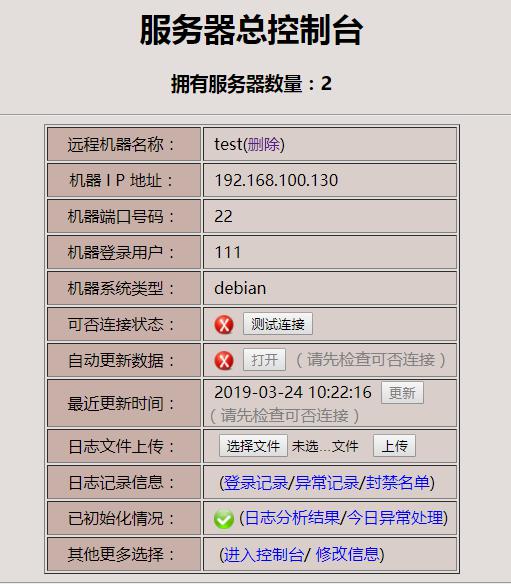 服务器总控制台
拥有服务器数量：2
远程机器名称： test(删除)
机器 I P 地址： 192.168.100.130
机器端口号码： 22
机器登录用户： 111
机器系统类型： debian
可否连接状态： 测试连接
自动更新数据： 打开 （请先检查可否连接）
最近更新时间： 2019-03-24 10:22:16 更新
（请先检查可否连接）
日志文件上传： 选择文件 未选...文件 上传
日志记录信息： (登录记录/异常记录/封禁名单)
已初始化情况： (日志分析结果/今日异常处理)
其他更多选择： (进入控制台/ 修改信息)